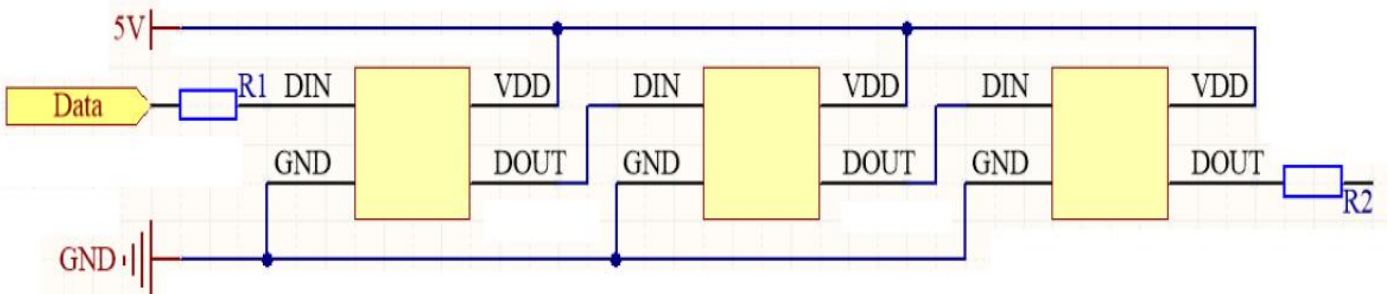 5V
Data
R1 DIN VDD DIN VDD DIN VDD
GND DOUT GND DOUT GND DOUT
R2
GND